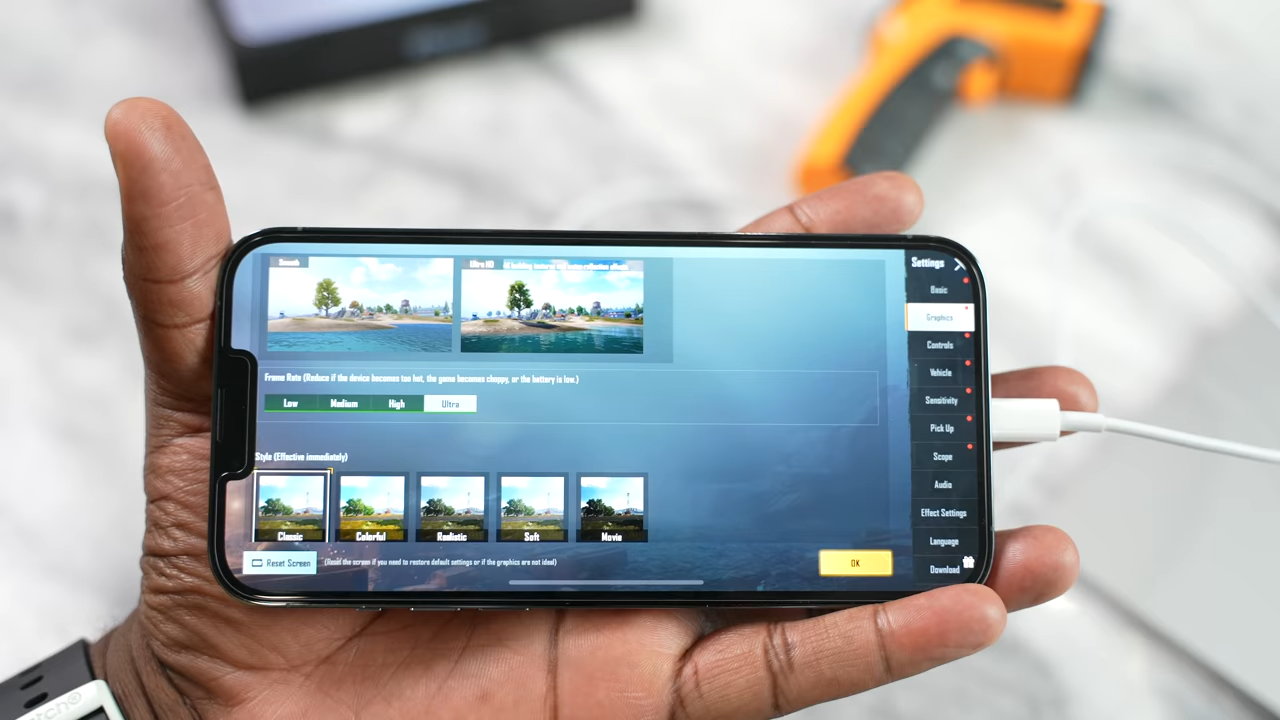 Smooth
Ultra HD
Frame Rate (Reduce if the device becomes too hot, the game becomes choppy, or the battery is low.)
Low
Medium
High
Ultra
Style (Effective immediately)
Classic
Colorful
Realistic
Soft
Movie
Reset Screen
(Reset the screen if you need to restore default settings or if the graphics are not ideal)
OK
Settings
Basic
Graphics
Controls
Vehicle
Sensitivity
Pick Up
Scope
Audio
Effect Settings
Language
Download